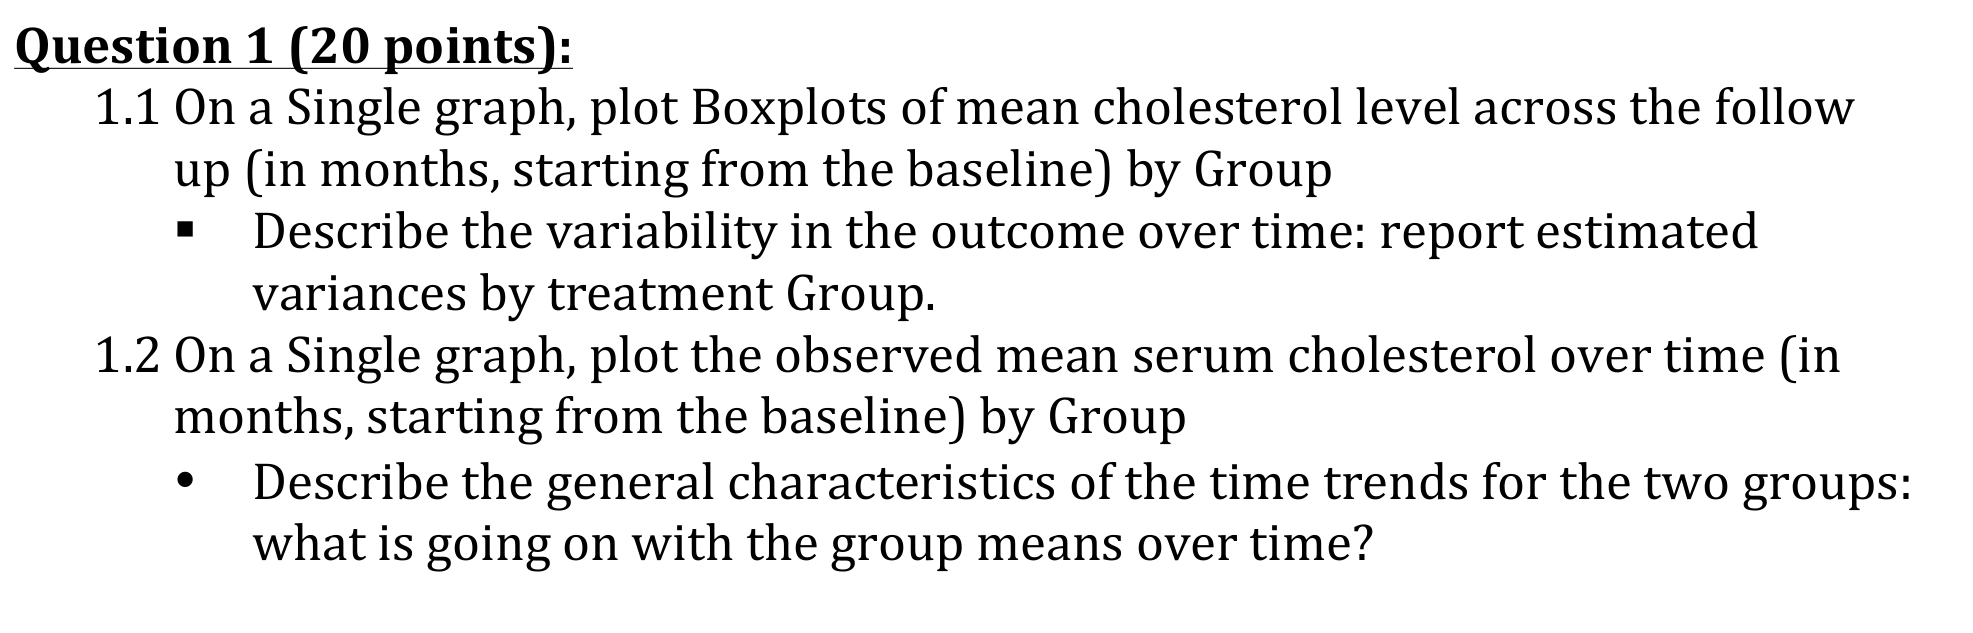 Question 1 (20 points):
1.1 On a Single graph, plot Boxplots of mean cholesterol level across the follow
up (in months, starting from the baseline) by Group
▪ Describe the variability in the outcome over time: report estimated
variances by treatment Group.
1.2 On a Single graph, plot the observed mean serum cholesterol over time (in
months, starting from the baseline) by Group
• Describe the general characteristics of the time trends for the two groups:
what is going on with the group means over time?